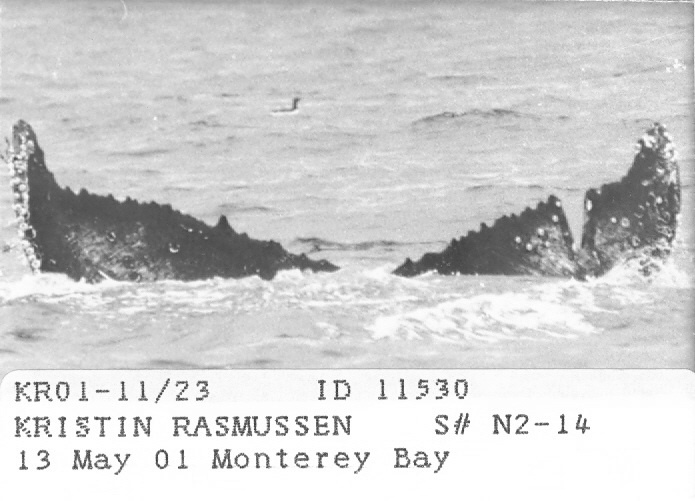 KR01-11/23 ID 11530
KRISTIN RASMUSSEN S# N2-14
13 May 01 Monterey Bay